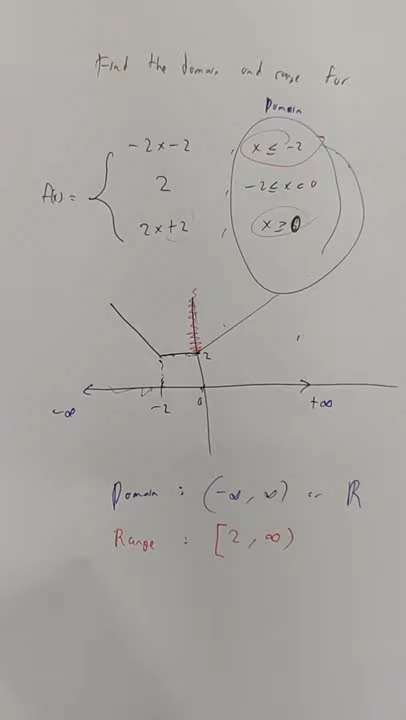 Find the domain and range for
Domain
-2x-2 , x ≤ -2
f(x) = { 2 , -2 ≤ x < 0
2x+2 , x ≥ 0
2
-2 0
-∞ +∞
Domain : (-∞, ∞) or ℝ
Range : [2, ∞)